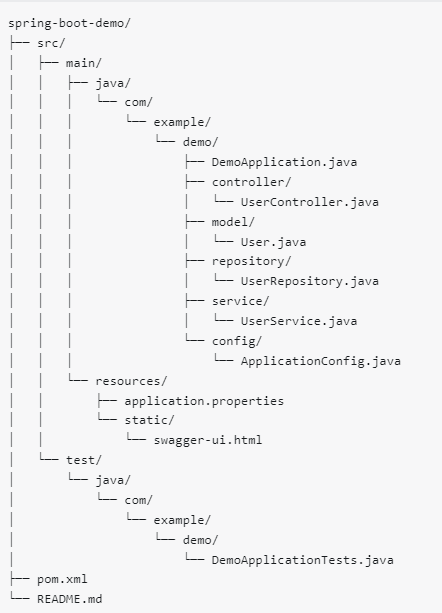 spring-boot-demo/
├── src/
│   ├── main/
│   │   ├── java/
│   │   │   └── com/
│   │   │       └── example/
│   │   │           └── demo/
│   │   │               ├── DemoApplication.java
│   │   │               ├── controller/
│   │   │               │   └── UserController.java
│   │   │               ├── model/
│   │   │               │   └── User.java
│   │   │               ├── repository/
│   │   │               │   └── UserRepository.java
│   │   │               ├── service/
│   │   │               │   └── UserService.java
│   │   │               └── config/
│   │   │                   └── ApplicationConfig.java
│   │   └── resources/
│   │       ├── application.properties
│   │       └── static/
│   │           └── swagger-ui.html
│   └── test/
│       └── java/
│           └── com/
│               └── example/
│                   └── demo/
│                       └── DemoApplicationTests.java
├── pom.xml
└── README.md